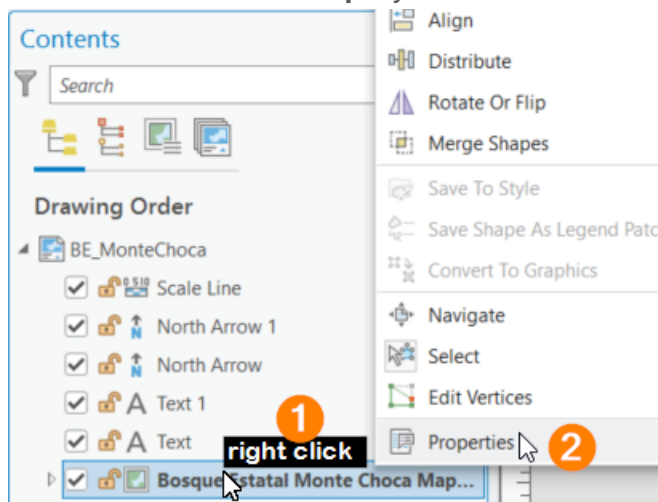 Contents
Search
Drawing Order
BE_MonteChoca
Scale Line
North Arrow 1
North Arrow
Text 1
Text
Bosque Estatal Monte Choca Map...
1
right click
Align
Distribute
Rotate Or Flip
Merge Shapes
Save To Style
Save Shape As Legend Patc
Convert To Graphics
Navigate
Select
Edit Vertices
Properties
2